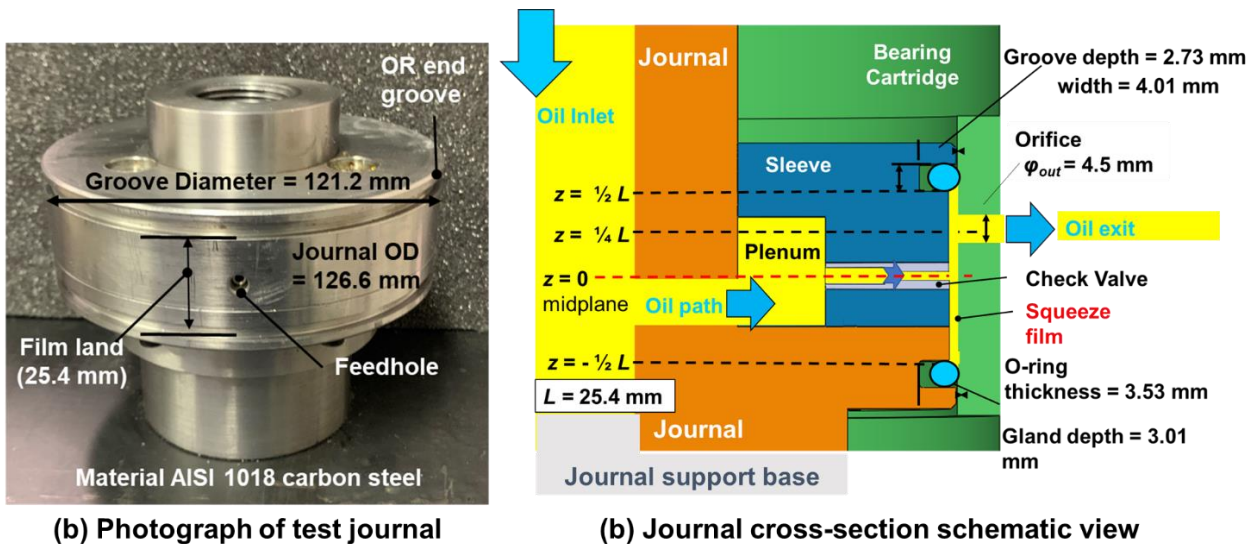 OR end
groove
Groove Diameter = 121.2 mm
Journal OD
= 126.6 mm
Film land
(25.4 mm)
Feedhole
Material AISI 1018 carbon steel
(b) Photograph of test journal
Journal
Bearing
Cartridge
Groove depth = 2.73 mm
width = 4.01 mm
Oil Inlet
Orifice
φout = 4.5 mm
Sleeve
z = ½ L
z = ¼ L
Oil exit
Plenum
z = 0
midplane
Check Valve
Oil path
Squeeze
film
z = - ½ L
O-ring
thickness = 3.53 mm
L = 25.4 mm
Journal
Gland depth = 3.01
mm
Journal support base
(b) Journal cross-section schematic view